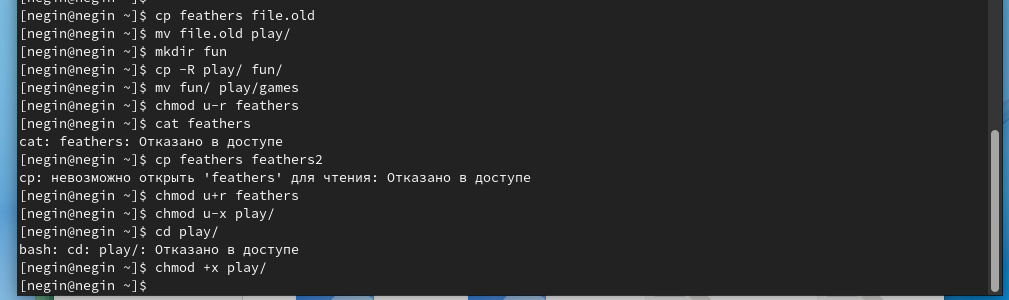 [negin@negin ~]$ cp feathers file.old
[negin@negin ~]$ mv file.old play/
[negin@negin ~]$ mkdir fun
[negin@negin ~]$ cp -R play/ fun/
[negin@negin ~]$ mv fun/ play/games
[negin@negin ~]$ chmod u-r feathers
[negin@negin ~]$ cat feathers
cat: feathers: Отказано в доступе
[negin@negin ~]$ cp feathers feathers2
cp: невозможно открыть 'feathers' для чтения: Отказано в доступе
[negin@negin ~]$ chmod u+r feathers
[negin@negin ~]$ chmod u-x play/
[negin@negin ~]$ cd play/
bash: cd: play/: Отказано в доступе
[negin@negin ~]$ chmod +x play/
[negin@negin ~]$